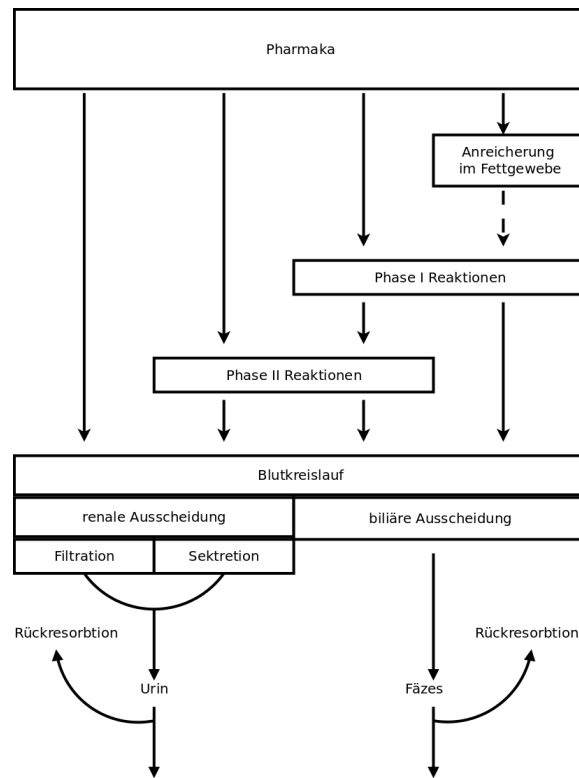 Pharmaka
Anreicherung
im Fettgewebe
Phase I Reaktionen
Phase II Reaktionen
Blutkreislauf
renale Ausscheidung
biliäre Ausscheidung
Filtration
Sektretion
Rückresorbtion
Rückresorbtion
Urin
Fäzes